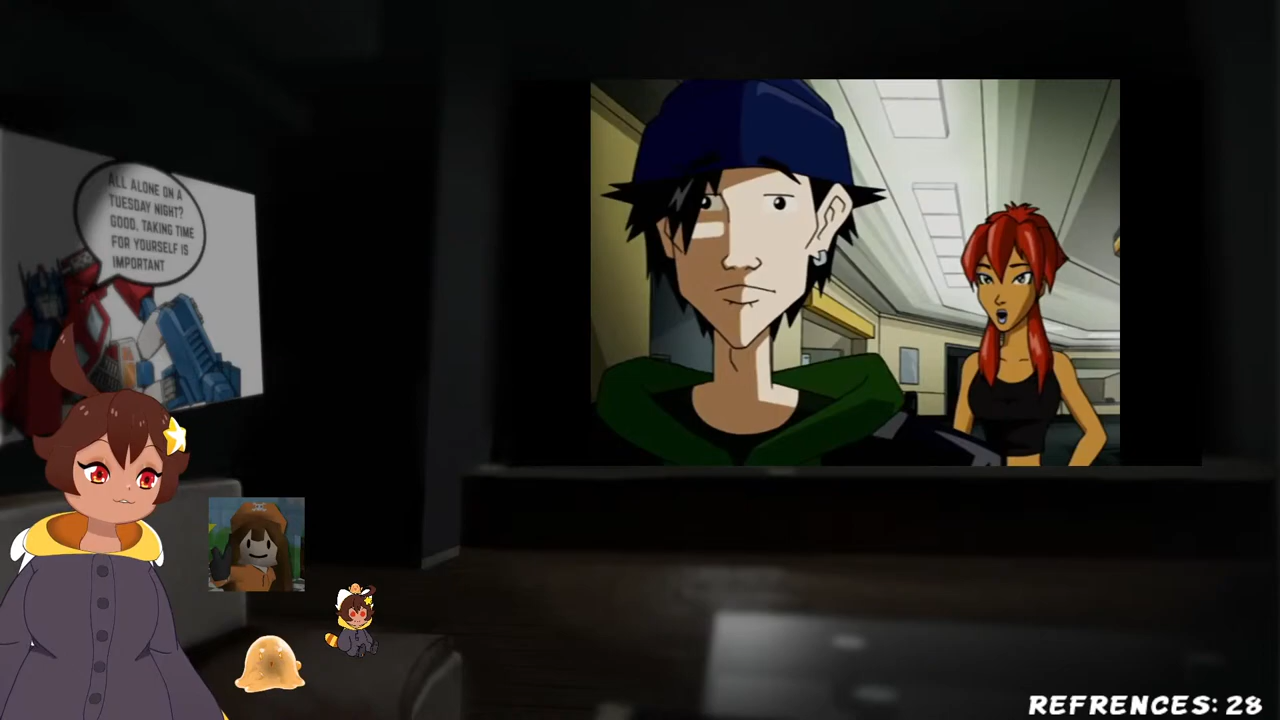 ALL ALONE ON A
TUESDAY NIGHT?
GOOD, TAKING TIME
FOR YOURSELF IS
IMPORTANT
REFRENCES: 28